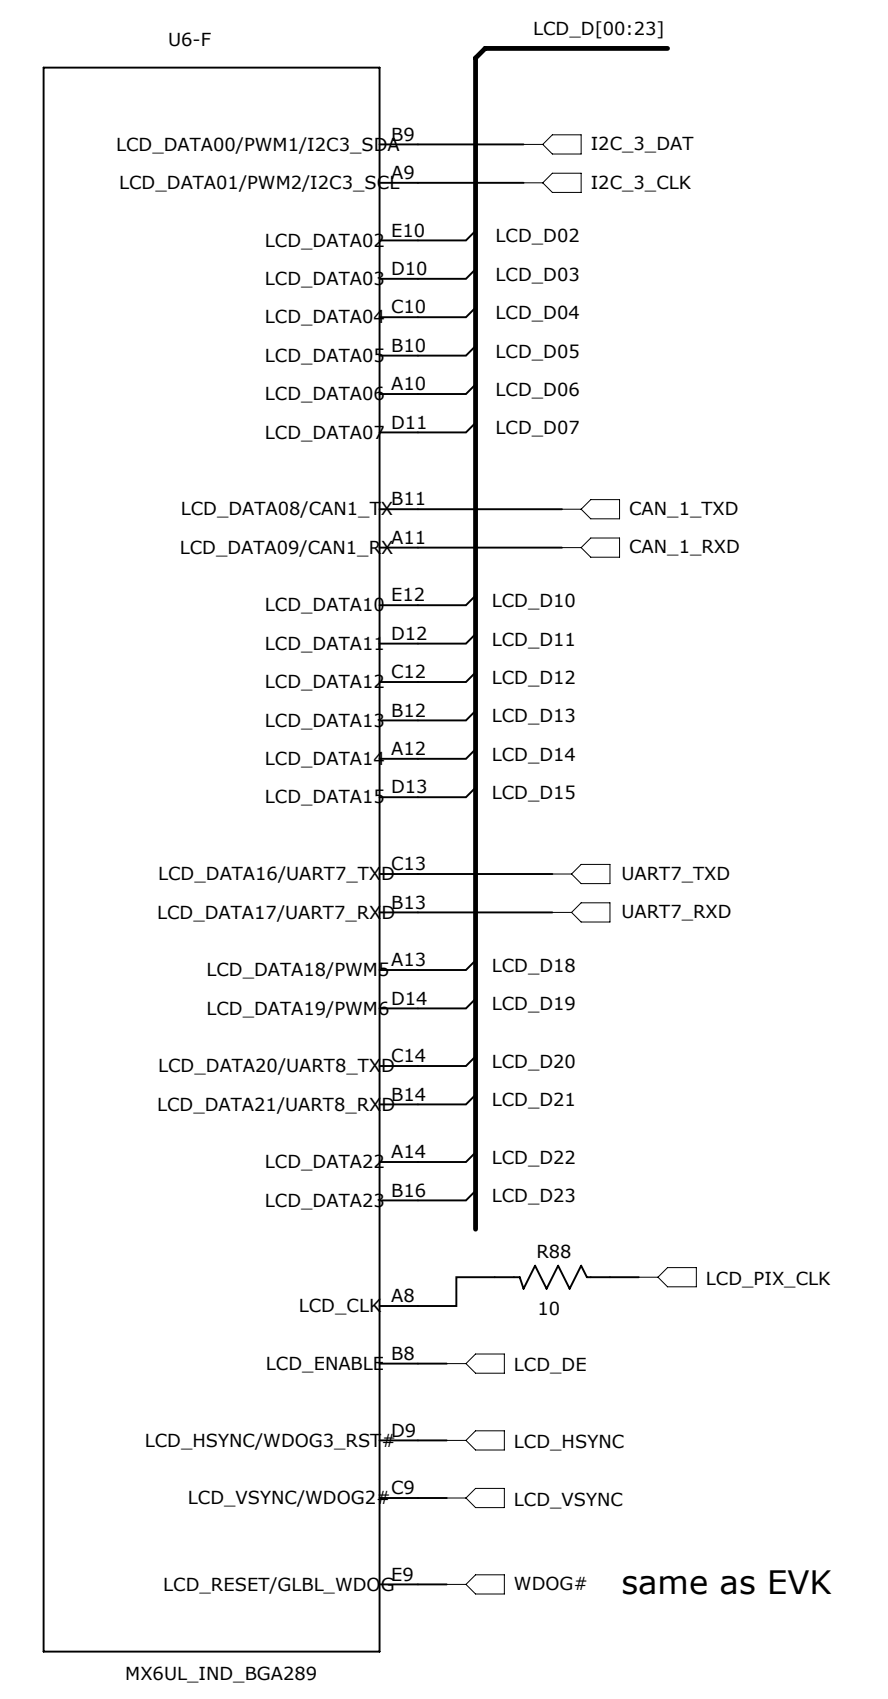 U6-F
LCD_D[00:23]
LCD_DATA00/PWM1/I2C3_SDA B9 I2C_3_DAT
LCD_DATA01/PWM2/I2C3_SCL A9 I2C_3_CLK
LCD_DATA02 E10 LCD_D02
LCD_DATA03 D10 LCD_D03
LCD_DATA04 C10 LCD_D04
LCD_DATA05 B10 LCD_D05
LCD_DATA06 A10 LCD_D06
LCD_DATA07 D11 LCD_D07
LCD_DATA08/CAN1_TX B11 CAN_1_TXD
LCD_DATA09/CAN1_RX A11 CAN_1_RXD
LCD_DATA10 E12 LCD_D10
LCD_DATA11 D12 LCD_D11
LCD_DATA12 C12 LCD_D12
LCD_DATA13 B12 LCD_D13
LCD_DATA14 A12 LCD_D14
LCD_DATA15 D13 LCD_D15
LCD_DATA16/UART7_TXD C13 UART7_TXD
LCD_DATA17/UART7_RXD B13 UART7_RXD
LCD_DATA18/PWM5 A13 LCD_D18
LCD_DATA19/PWM6 D14 LCD_D19
LCD_DATA20/UART8_TXD C14 LCD_D20
LCD_DATA21/UART8_RXD B14 LCD_D21
LCD_DATA22 A14 LCD_D22
LCD_DATA23 B16 LCD_D23
R88
LCD_PIX_CLK
10
LCD_CLK A8
LCD_ENABLE B8 LCD_DE
LCD_HSYNC/WDOG3_RST# D9 LCD_HSYNC
LCD_VSYNC/WDOG2# C9 LCD_VSYNC
LCD_RESET/GLBL_WDOG E9 WDOG# same as EVK
MX6UL_IND_BGA289